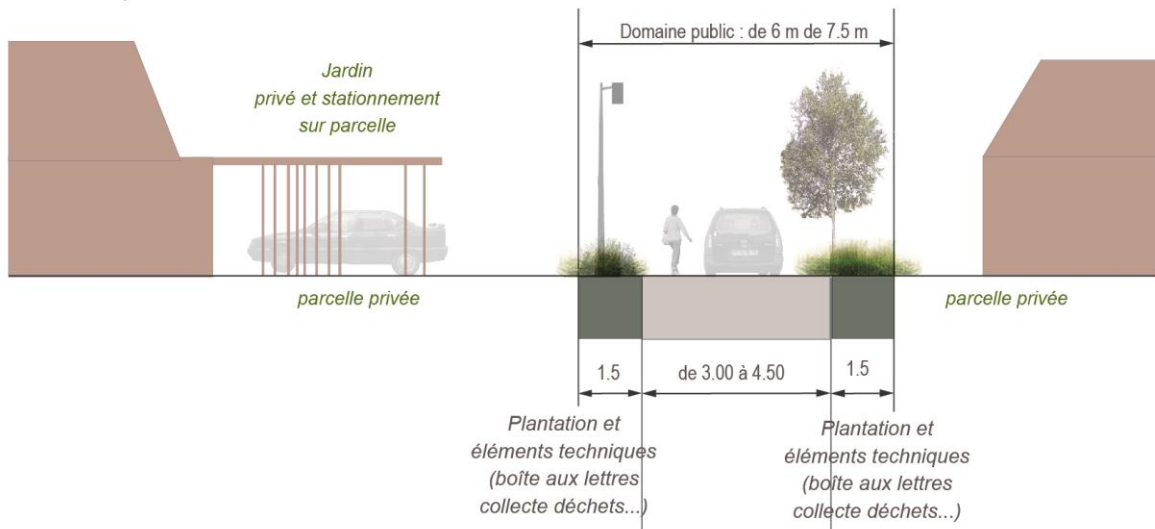 Domaine public : de 6 m de 7.5 m
Jardin
privé et stationnement
sur parcelle
parcelle privée
parcelle privée
1.5
de 3.00 à 4.50
1.5
Plantation et
éléments techniques
(boîte aux lettres
collecte déchets...)
Plantation et
éléments techniques
(boîte aux lettres
collecte déchets...)